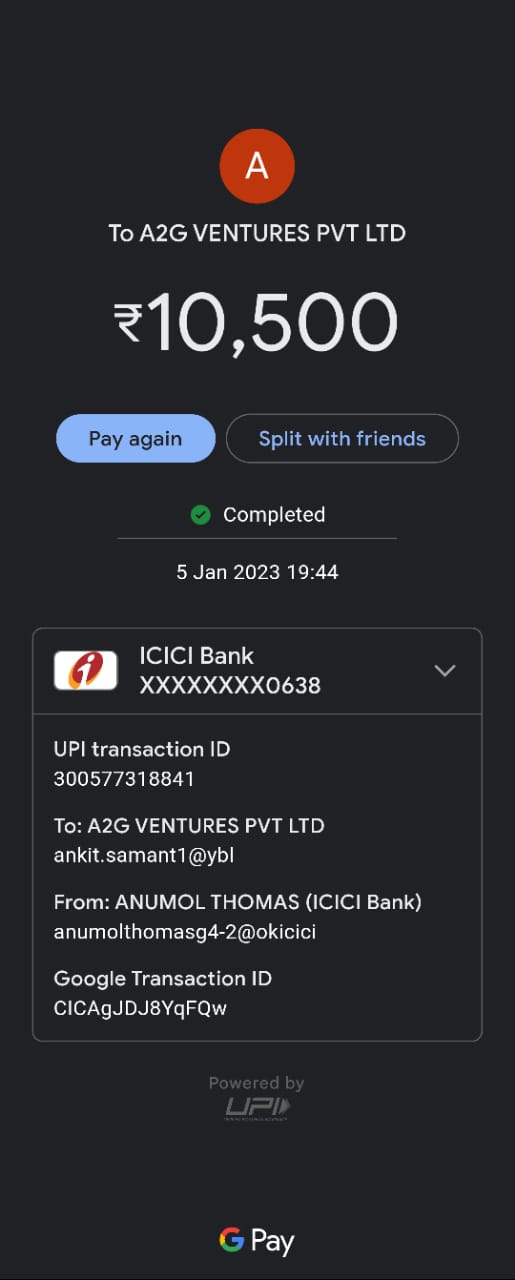 A
To A2G VENTURES PVT LTD
₹10,500
Pay again
Split with friends
Completed
5 Jan 2023 19:44
ICICI Bank
XXXXXXXX0638
UPI transaction ID
300577318841
To: A2G VENTURES PVT LTD
ankit.samant1@ybl
From: ANUMOL THOMAS (ICICI Bank)
anumolthomasg4-2@okicici
Google Transaction ID
CICAgJDJ8YqFQw
Powered by
UPI
G Pay